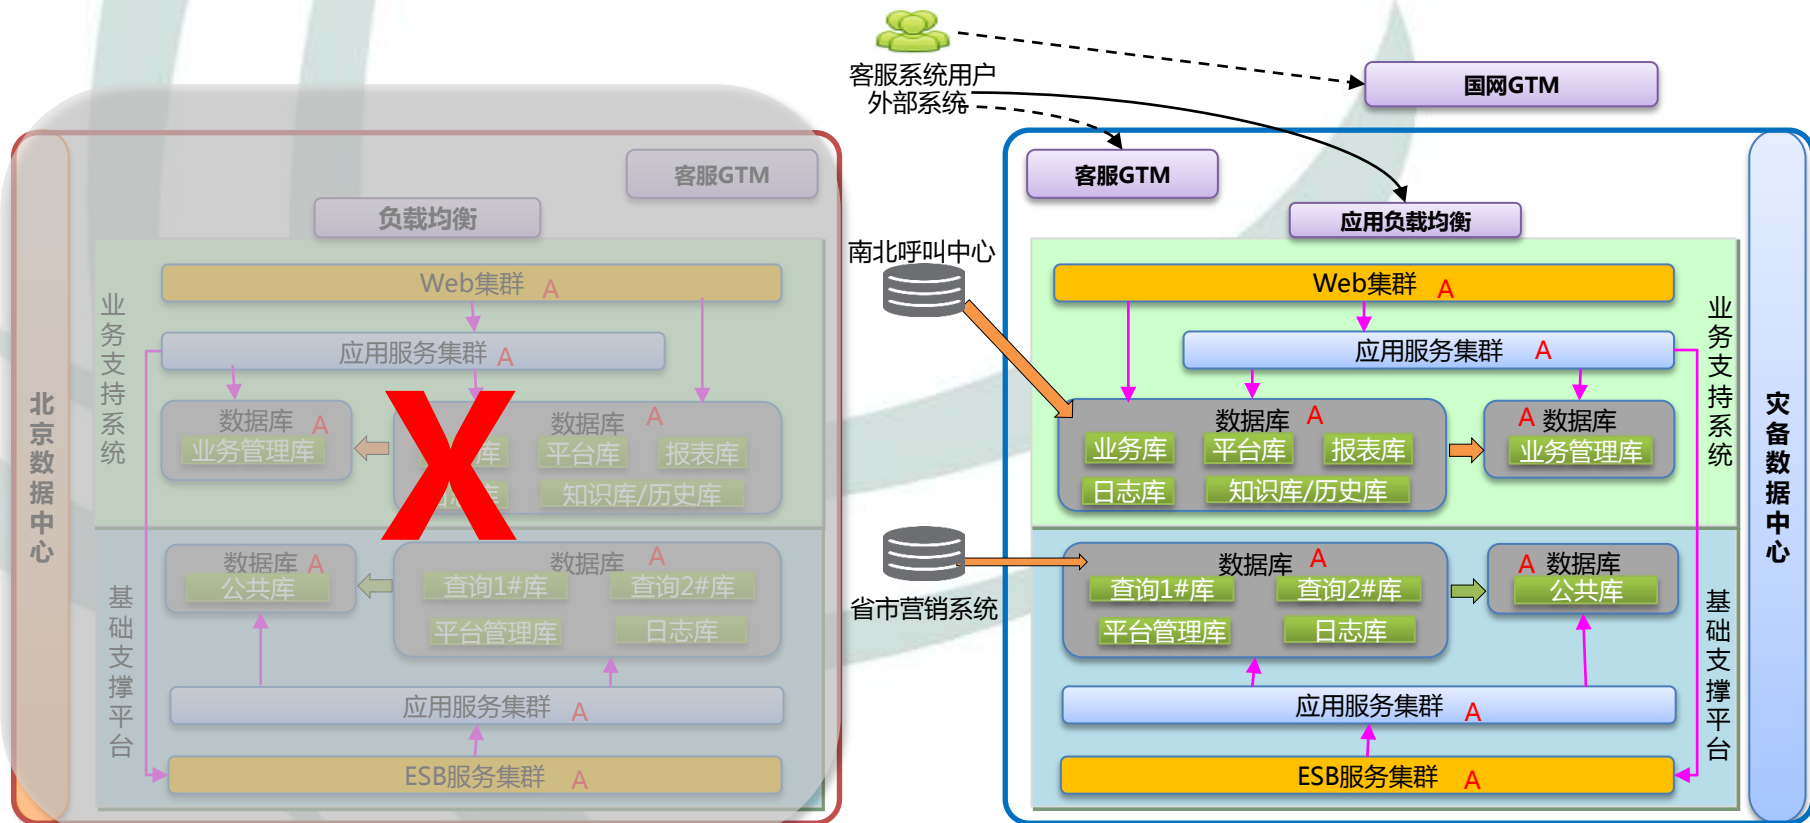 客服系统用户
外部系统
国网GTM
北京数据中心
客服GTM
负载均衡
业务支持系统
Web集群 A
应用服务集群 A
数据库 A
业务管理库
数据库 A
库
平台库
报表库
知识库/历史库
基础支撑平台
数据库 A
公共库
数据库 A
查询1#库
查询2#库
平台管理库
日志库
应用服务集群 A
ESB服务集群 A
X
南北呼叫中心
省市营销系统
客服GTM
应用负载均衡
Web集群 A
应用服务集群 A
数据库 A
业务库
平台库
报表库
日志库
知识库/历史库
A 数据库
业务管理库
业务支持系统
数据库 A
查询1#库
查询2#库
平台管理库
日志库
A 数据库
公共库
应用服务集群 A
ESB服务集群 A
基础支撑平台
灾备数据中心